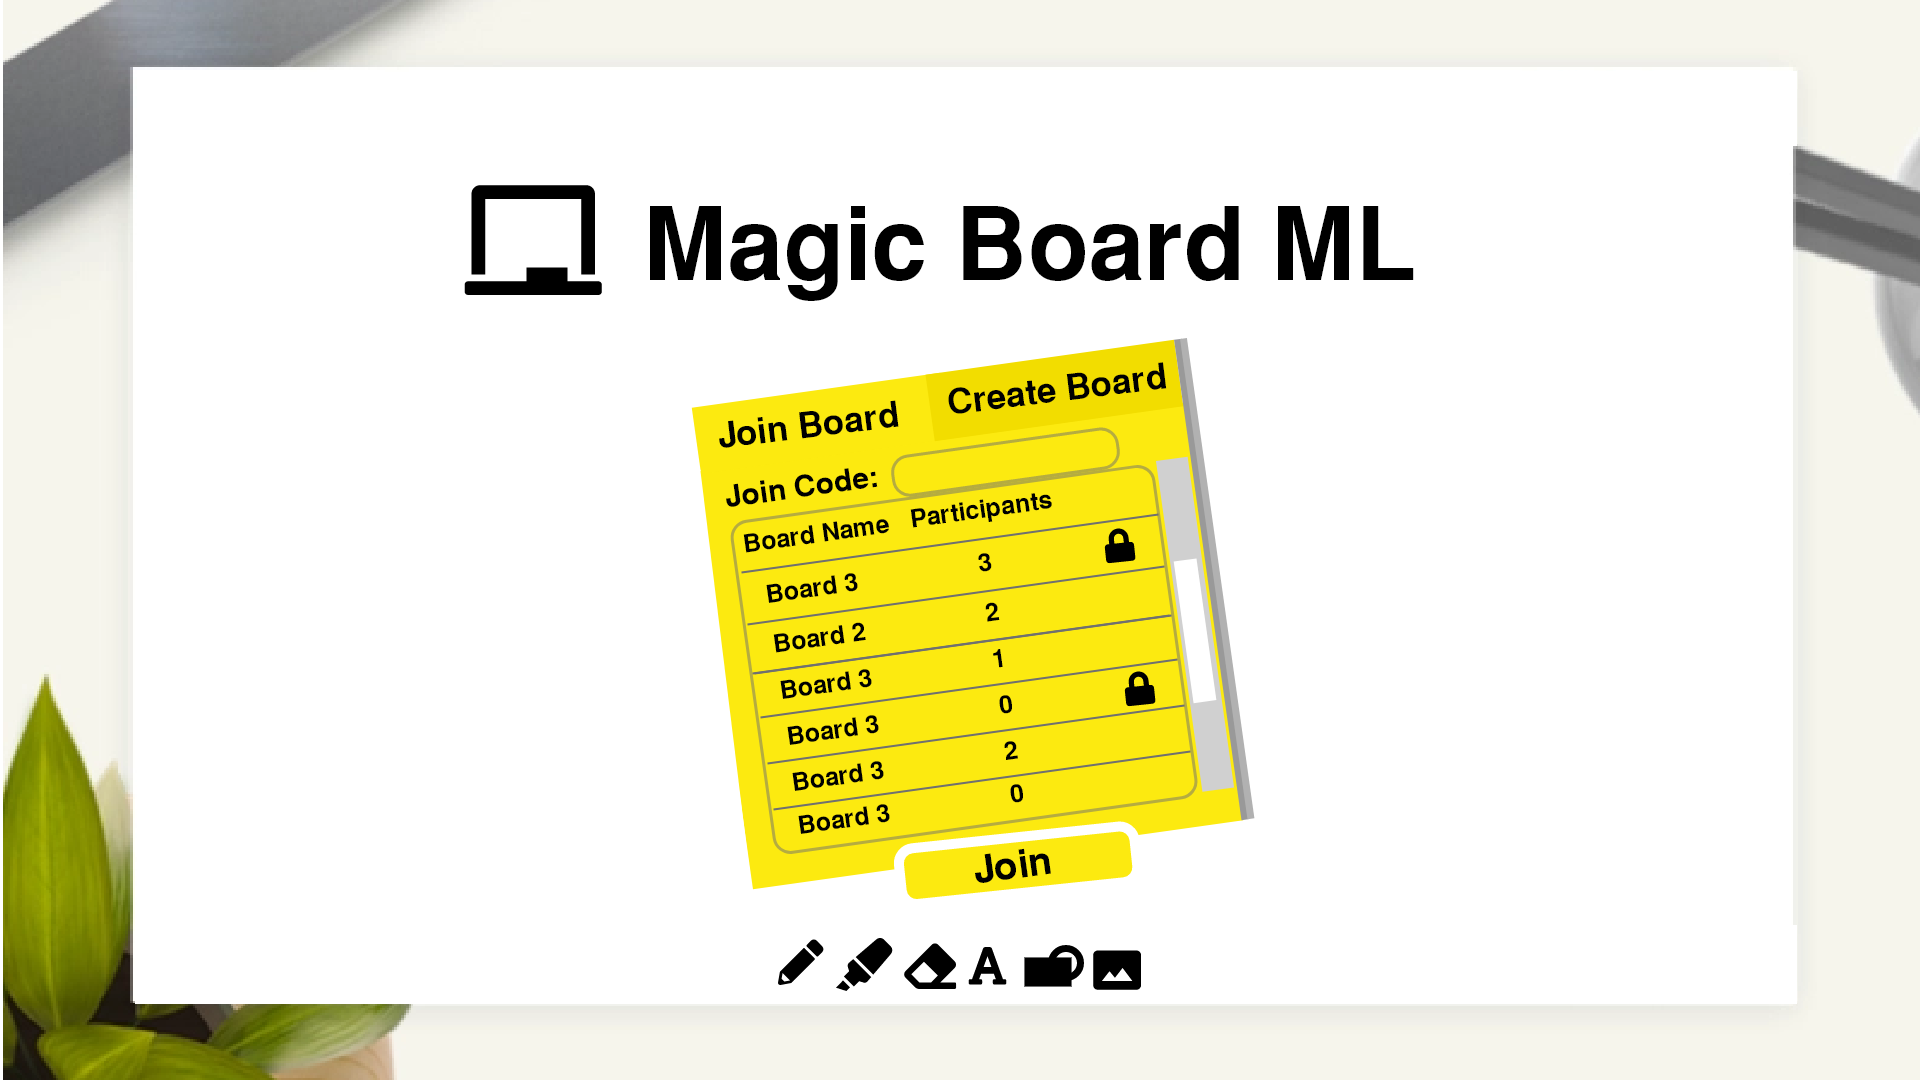 Magic Board ML
Join Board Create Board
Join Code:
Board Name Participants
Board 3 3
Board 2 2
Board 3 1
Board 3 0
Board 3 2
Board 3 0
Join
A